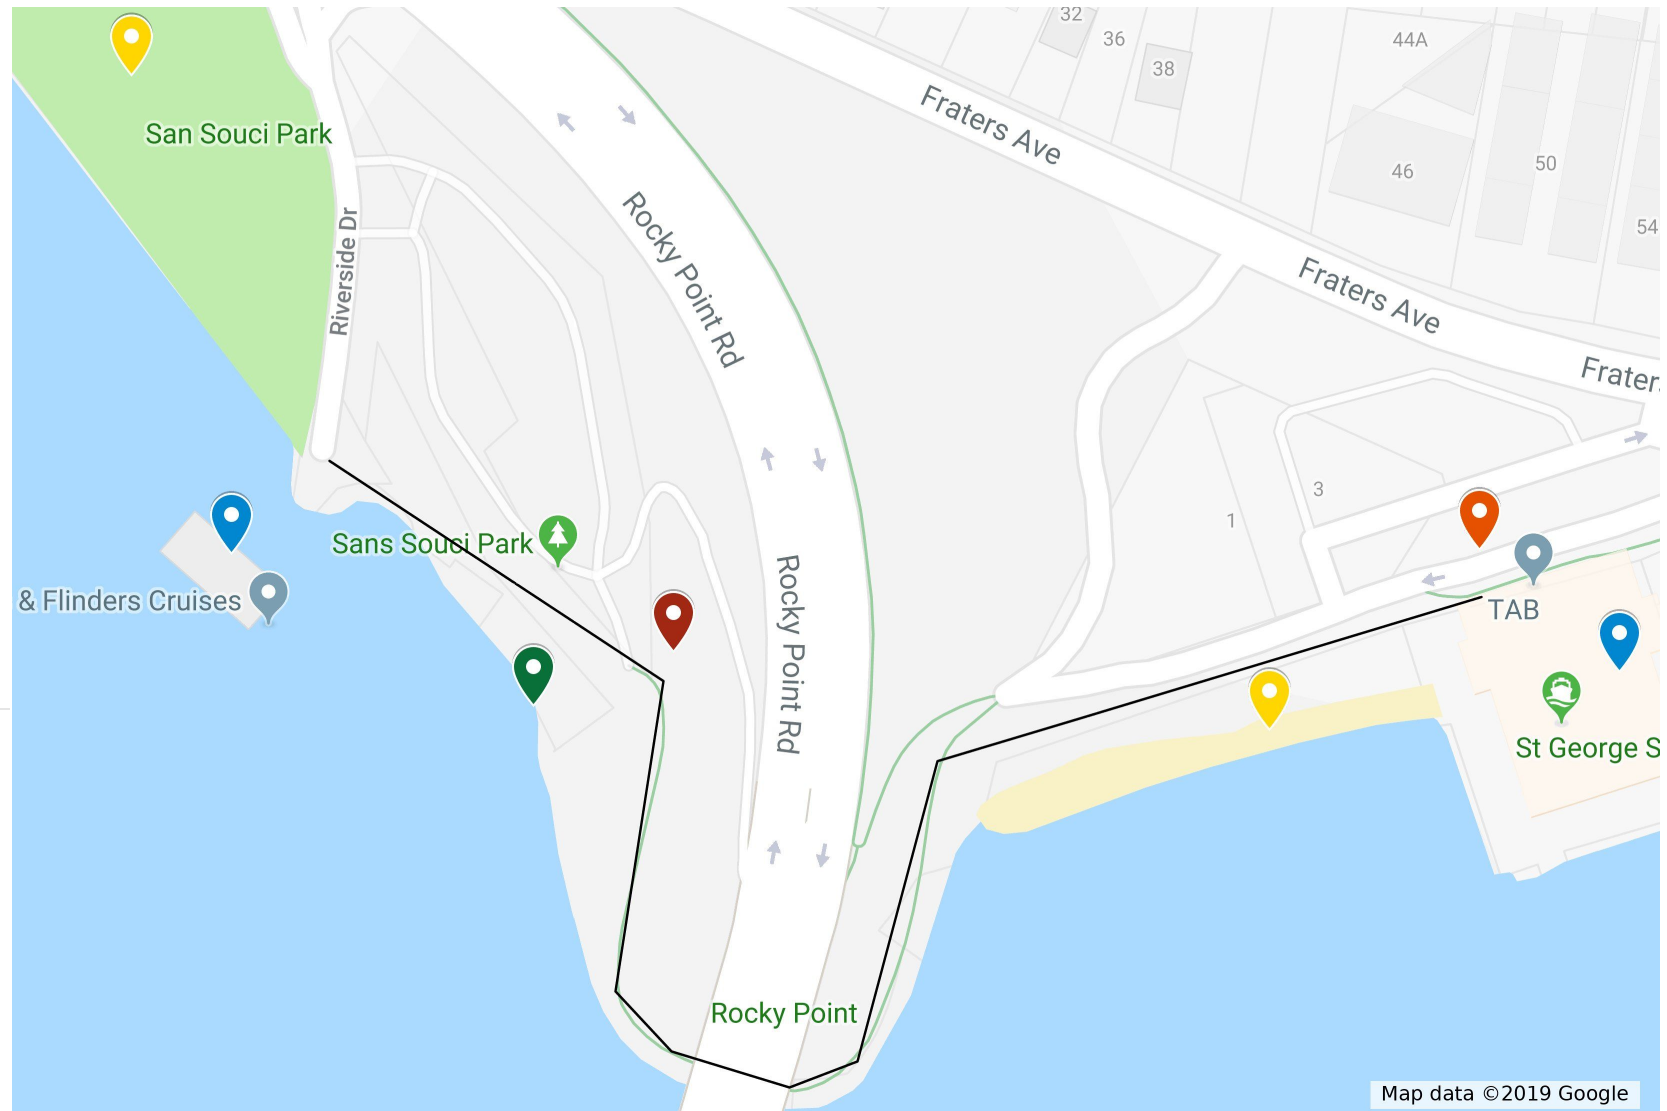 32
36
44A
38
Fraters Ave
San Souci Park
46
50
54
Riverside Dr
Rocky Point Rd
Fraters Ave
Frater
3
1
Sans Souci Park
& Flinders Cruises
Rocky Point Rd
TAB
St George S
Rocky Point
Map data ©2019 Google